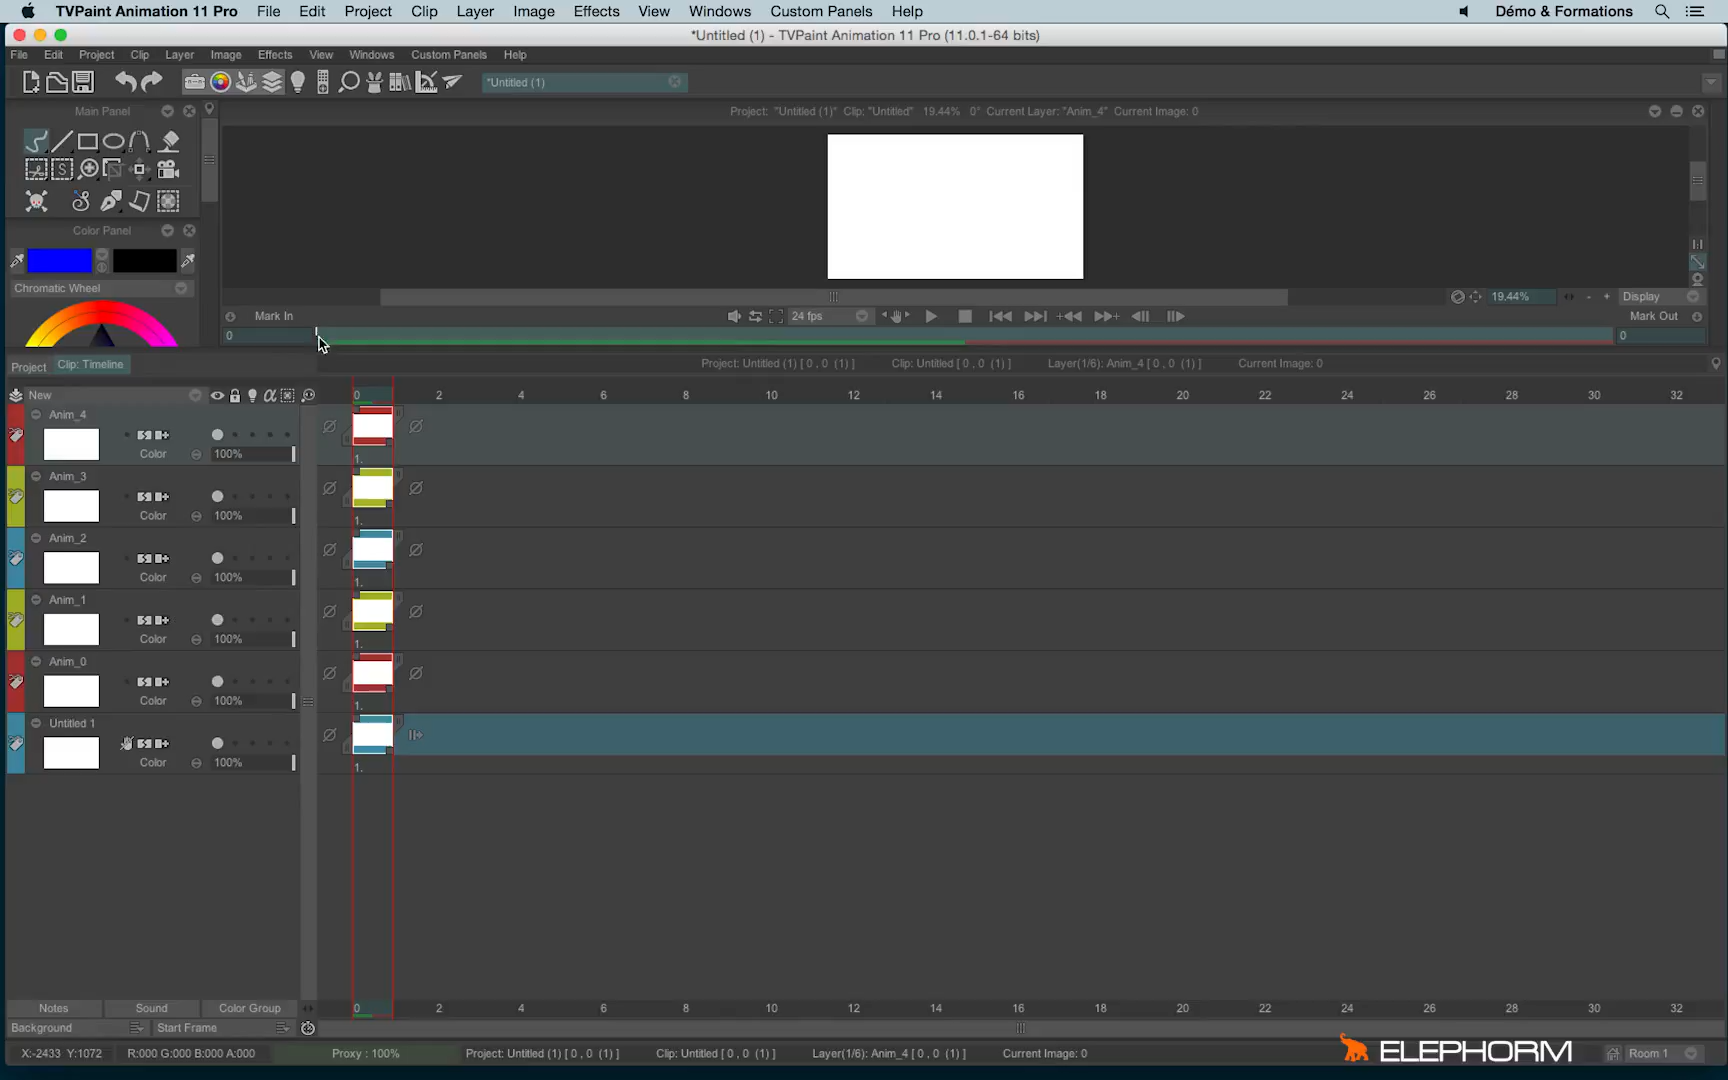 TVPaint Animation 11 Pro File Edit Project Clip Layer Image Effects View Windows Custom Panels Help Démo & Formations
*Untitled (1) - TVPaint Animation 11 Pro (11.0.1-64 bits)
File Edit Project Clip Layer Image Effects View Windows Custom Panels Help
*Untitled (1)
Main Panel
Project: "Untitled (1)" Clip: "Untitled" 19.44% 0° Current Layer: "Anim_4" Current Image: 0
Color Panel
Chromatic Wheel
19.44% - + Display
Mark In 24 fps Mark Out
0 0
Project Clip: Timeline Project: Untitled (1) [ 0 , 0 (1) ] Clip: Untitled [ 0 , 0 (1) ] Layer(1/6): Anim_4 [ 0 , 0 (1) ] Current Image: 0
New 0 2 4 6 8 10 12 14 16 18 20 22 24 26 28 30 32
Anim_4
Color 100%
1.
Anim_3
Color 100%
1.
Anim_2
Color 100%
1.
Anim_1
Color 100%
1.
Anim_0
Color 100%
1.
Untitled 1
Color 100%
1.
Notes Sound Color Group 0 2 4 6 8 10 12 14 16 18 20 22 24 26 28 30 32
Background Start Frame
X:-2433 Y:1072 R:000 G:000 B:000 A:000 Proxy : 100% Project: Untitled (1) [ 0 , 0 (1) ] Clip: Untitled [ 0 , 0 (1) ] Layer(1/6): Anim_4 [ 0 , 0 (1) ] Current Image: 0 ELEPHORM Room 1